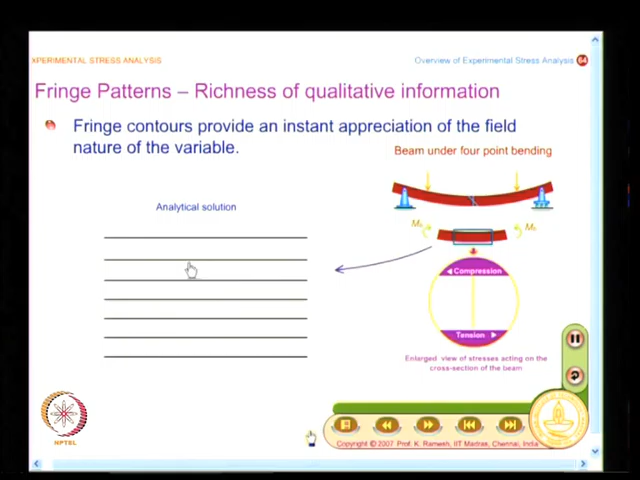 XPERIMENTAL STRESS ANALYSIS
Overview of Experimental Stress Analysis 64
Fringe Patterns – Richness of qualitative information
Fringe contours provide an instant appreciation of the field
nature of the variable.
Beam under four point bending
Analytical solution
Compression
Tension
Enlarged view of stresses acting on the
cross-section of the beam
NPTEL
Copyright © 2007 Prof. K. Ramesh, IIT Madras, Chennai, India